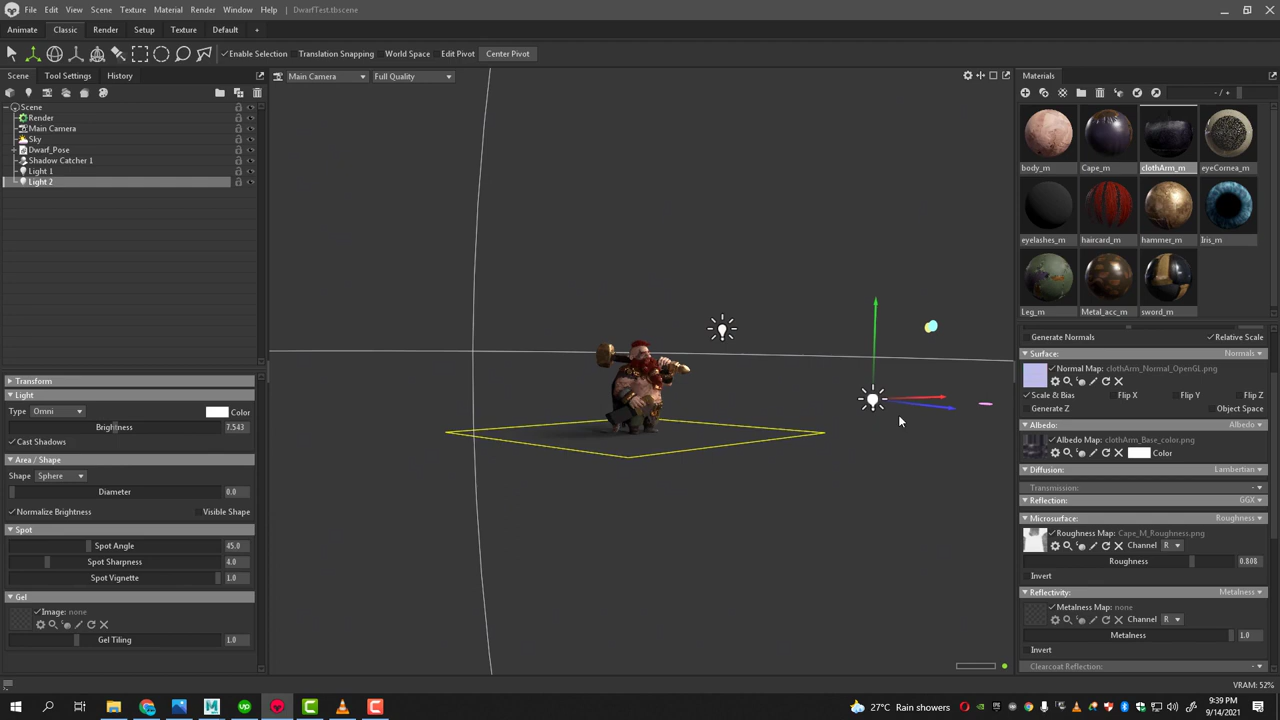 File Edit View Scene Texture Material Render Window Help DwarfTest.tbscene
Animate Classic Render Setup Texture Default +
Enable Selection Translation Snapping World Space Edit Pivot Center Pivot
Scene Tool Settings History
Main Camera Full Quality
Materials
Scene
Render
Main Camera
Sky
Dwarf_Pose
Shadow Catcher 1
Light 1
Light 2
- / +
body_m Cape_m clothArm_m eyeCornea_m
eyelashes_m haircard_m hammer_m Iris_m
Leg_m Metal_acc_m sword_m
Transform
Light
Type Omni Color
Brightness 7.543
Cast Shadows
Area / Shape
Shape Sphere
Diameter 0.0
Normalize Brightness Visible Shape
Spot
Spot Angle 45.0
Spot Sharpness 4.0
Spot Vignette 1.0
Gel
Image: none
Gel Tiling 1.0
Generate Normals Relative Scale
Surface: Normals
Normal Map: clothArm_Normal_OpenGL.png
Scale & Bias Flip X Flip Y Flip Z
Generate Z Object Space
Albedo: Albedo
Albedo Map: clothArm_Base_color.png
Color
Diffusion: Lambertian
Transmission: -
Reflection: GGX
Microsurface: Roughness
Roughness Map: Cape_M_Roughness.png
Channel R
Roughness 0.808
Invert
Reflectivity: Metalness
Metalness Map: none
Channel R
Metalness 1.0
Invert
Clearcoat Reflection: -
VRAM: 52%
27°C Rain showers
9:39 PM
9/14/2021